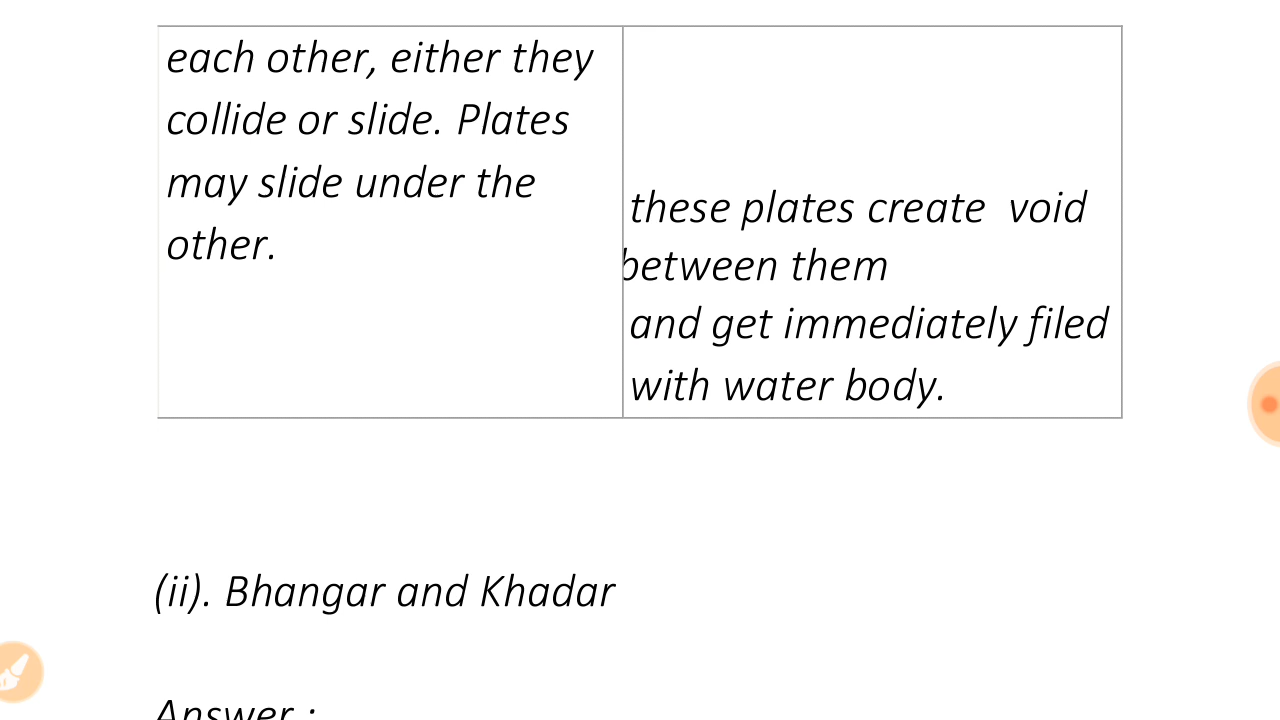 each other, either they
collide or slide. Plates
may slide under the
other.
these plates create void
between them
and get immediately filed
with water body.
(ii). Bhangar and Khadar
Answer :